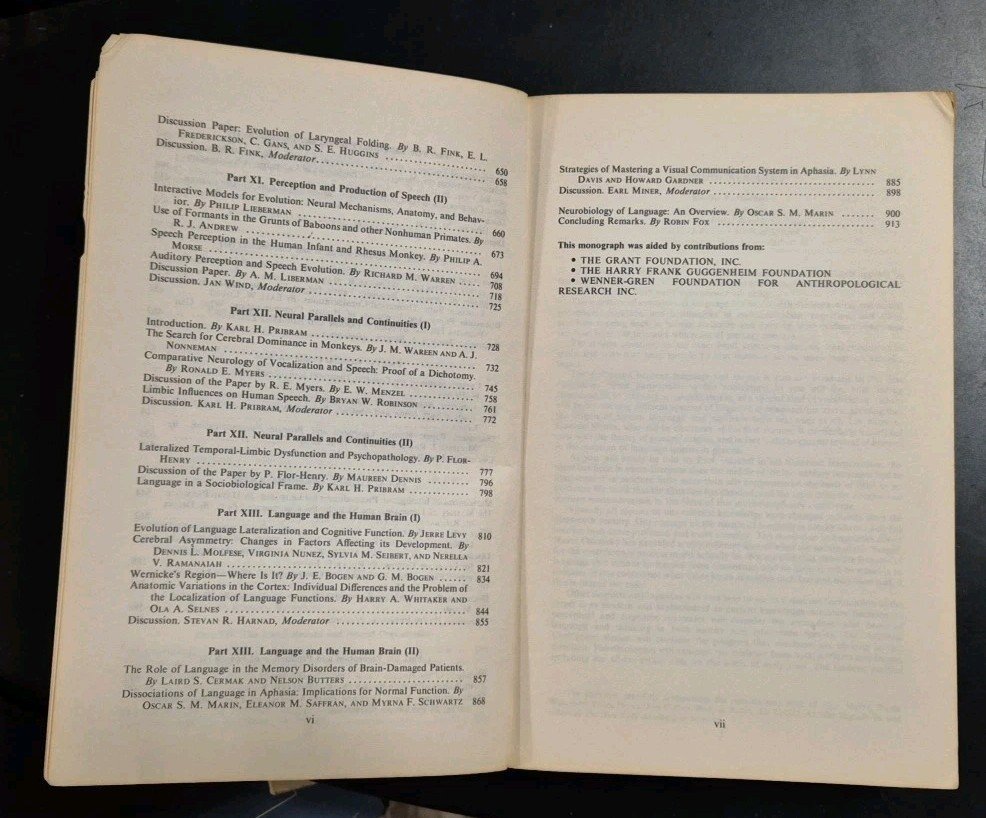 Discussion Paper: Evolution of Laryngeal Folding. By B. R. FINK, E. L.
FREDERICKSON, C. GANS, AND S. E. HUGGINS .................... 650
Discussion. B. R. FINK, Moderator.................... 658
Part XI. Perception and Production of Speech (II)
Interactive Models for Evolution: Neural Mechanisms, Anatomy, and Behav-
ior. By PHILIP LIEBERMAN .................... 660
Use of Formants in the Grunts of Baboons and other Nonhuman Primates. By
R. J. ANDREW .................... 673
Speech Perception in the Human Infant and Rhesus Monkey. By PHILIP A.
MORSE .................... 694
Auditory Perception and Speech Evolution. By RICHARD M. WARREN ...... 708
Discussion Paper. By A. M. LIBERMAN .................... 718
Discussion. JAN WIND, Moderator .................... 725
Part XII. Neural Parallels and Continuities (I)
Introduction. By KARL H. PRIBRAM .................... 728
The Search for Cerebral Dominance in Monkeys. By J. M. WAREEN AND A. J.
NONNEMAN .................... 732
Comparative Neurology of Vocalization and Speech: Proof of a Dichotomy.
By RONALD E. MYERS .................... 745
Discussion of the Paper by R. E. Myers. By E. W. MENZEL .......... 758
Limbic Influences on Human Speech. By BRYAN W. ROBINSON .......... 761
Discussion. KARL H. PRIBRAM, Moderator .................... 772
Part XII. Neural Parallels and Continuities (II)
Lateralized Temporal-Limbic Dysfunction and Psychopathology. By P. FLOR-
HENRY .................... 777
Discussion of the Paper by P. Flor-Henry. By MAUREEN DENNIS ......... 796
Language in a Sociobiological Frame. By KARL H. PRIBRAM ............ 798
Part XIII. Language and the Human Brain (I)
Evolution of Language Lateralization and Cognitive Function. By JERRE LEVY 810
Cerebral Asymmetry: Changes in Factors Affecting its Development. By
DENNIS L. MOLFESE, VIRGINIA NUNEZ, SYLVIA M. SEIBERT, AND NERELLA
V. RAMANAIAH .................... 821
Wernicke's Region—Where Is It? By J. E. BOGEN AND G. M. BOGEN ...... 834
Anatomic Variations in the Cortex: Individual Differences and the Problem of
the Localization of Language Functions. By HARRY A. WHITAKER AND
OLA A. SELNES .................... 844
Discussion. STEVAN R. HARNAD, Moderator .................... 855
Part XIII. Language and the Human Brain (II)
The Role of Language in the Memory Disorders of Brain-Damaged Patients.
By LAIRD S. CERMAK AND NELSON BUTTERS .................... 857
Dissociations of Language in Aphasia: Implications for Normal Function. By
OSCAR S. M. MARIN, ELEANOR M. SAFFRAN, AND MYRNA F. SCHWARTZ 868
vi
Strategies of Mastering a Visual Communication System in Aphasia. By LYNN
DAVIS AND HOWARD GARDNER .................... 885
Discussion. EARL MINER, Moderator .................... 898
Neurobiology of Language: An Overview. By OSCAR S. M. MARIN ....... 900
Concluding Remarks. By ROBIN FOX .................... 913
This monograph was aided by contributions from:
• THE GRANT FOUNDATION, INC.
• THE HARRY FRANK GUGGENHEIM FOUNDATION
• WENNER-GREN FOUNDATION FOR ANTHROPOLOGICAL
RESEARCH INC.
vii